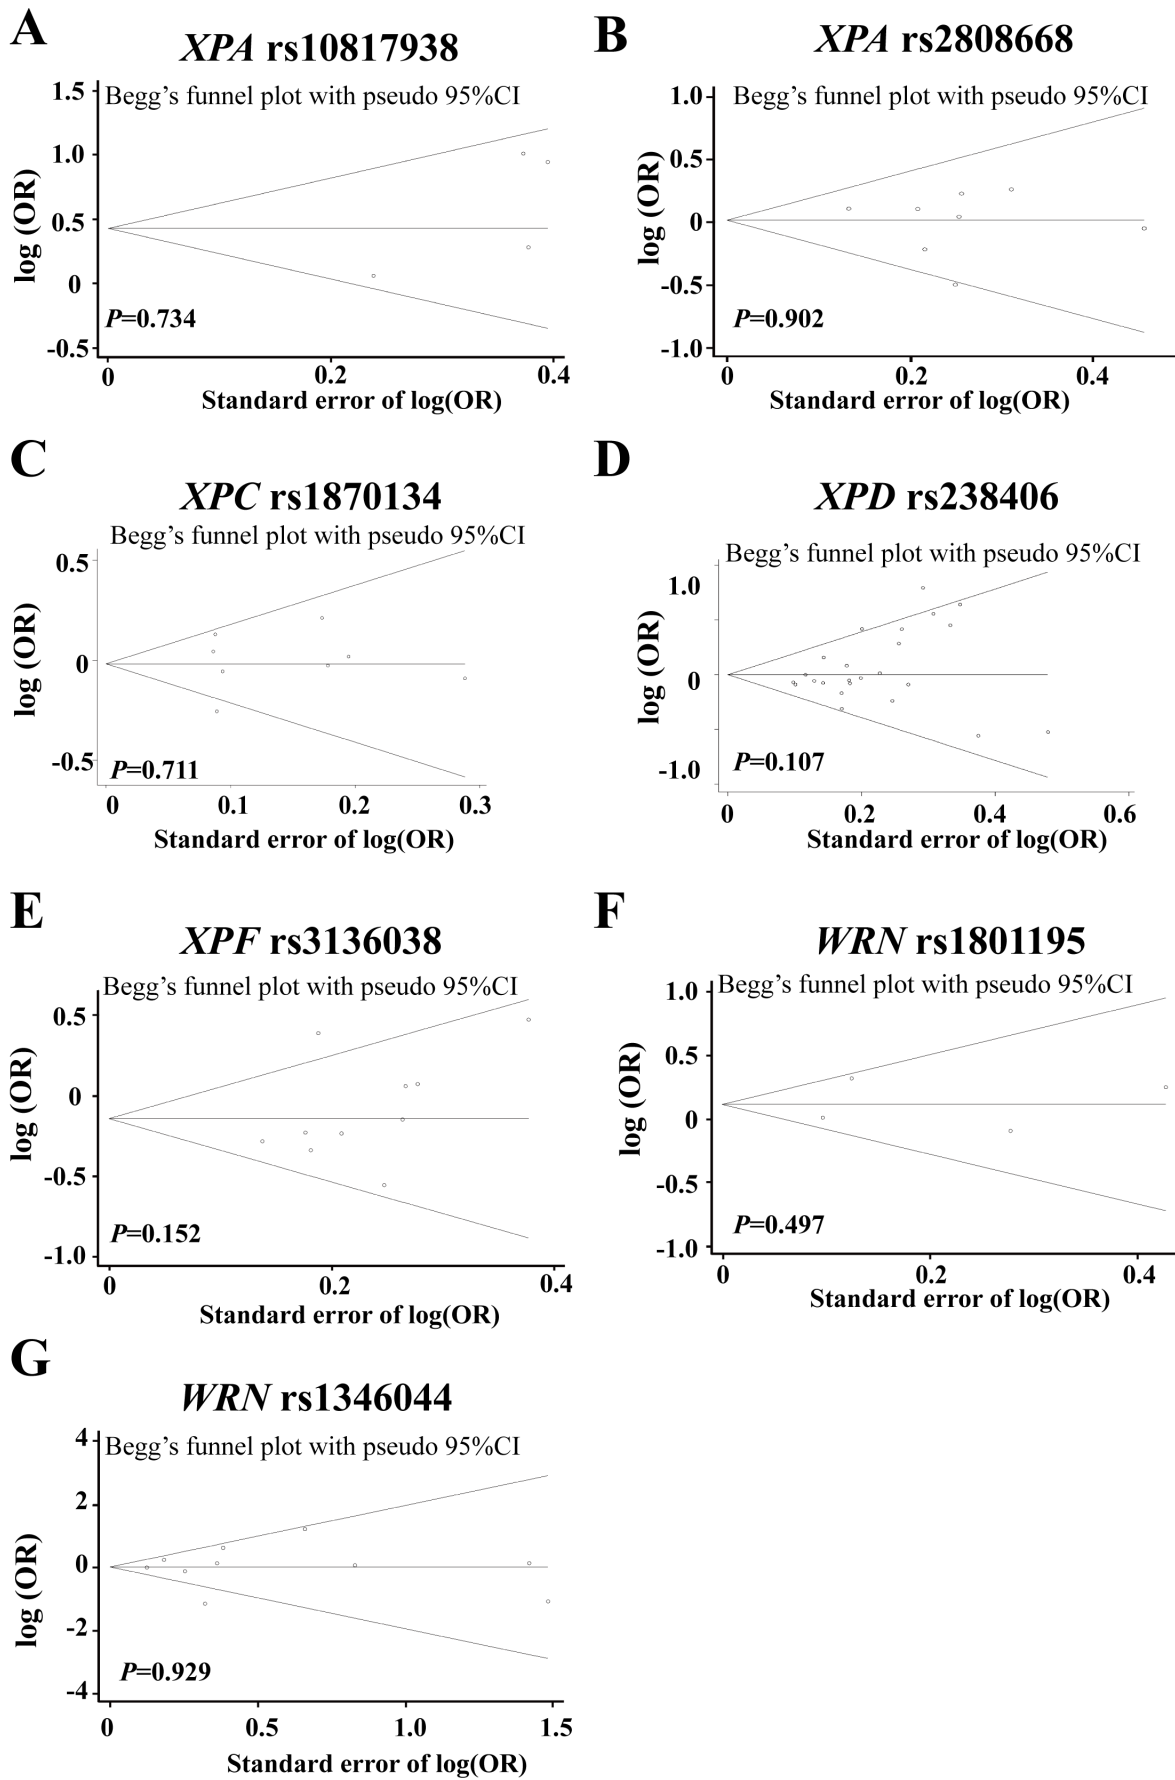 A
XPA rs10817938
Begg's funnel plot with pseudo 95%CI
1.5
1.0
0.5
0
-0.5
log (OR)
P=0.734
0 0.2 0.4
Standard error of log(OR)
B
XPA rs2808668
Begg's funnel plot with pseudo 95%CI
1.0
0.5
0
-0.5
-1.0
log (OR)
P=0.902
0 0.2 0.4
Standard error of log(OR)
C
XPC rs1870134
Begg's funnel plot with pseudo 95%CI
0.5
0
-0.5
log (OR)
P=0.711
0 0.1 0.2 0.3
Standard error of log(OR)
D
XPD rs238406
Begg's funnel plot with pseudo 95%CI
1.0
0
-1.0
log (OR)
P=0.107
0 0.2 0.4 0.6
Standard error of log(OR)
E
XPF rs3136038
Begg's funnel plot with pseudo 95%CI
0.5
0
-0.5
-1.0
log (OR)
P=0.152
0 0.2 0.4
Standard error of log(OR)
F
WRN rs1801195
Begg's funnel plot with pseudo 95%CI
1.0
0.5
0
-0.5
-1.0
log (OR)
P=0.497
0 0.2 0.4
Standard error of log(OR)
G
WRN rs1346044
Begg's funnel plot with pseudo 95%CI
4
2
0
-2
-4
log (OR)
P=0.929
0 0.5 1.0 1.5
Standard error of log(OR)